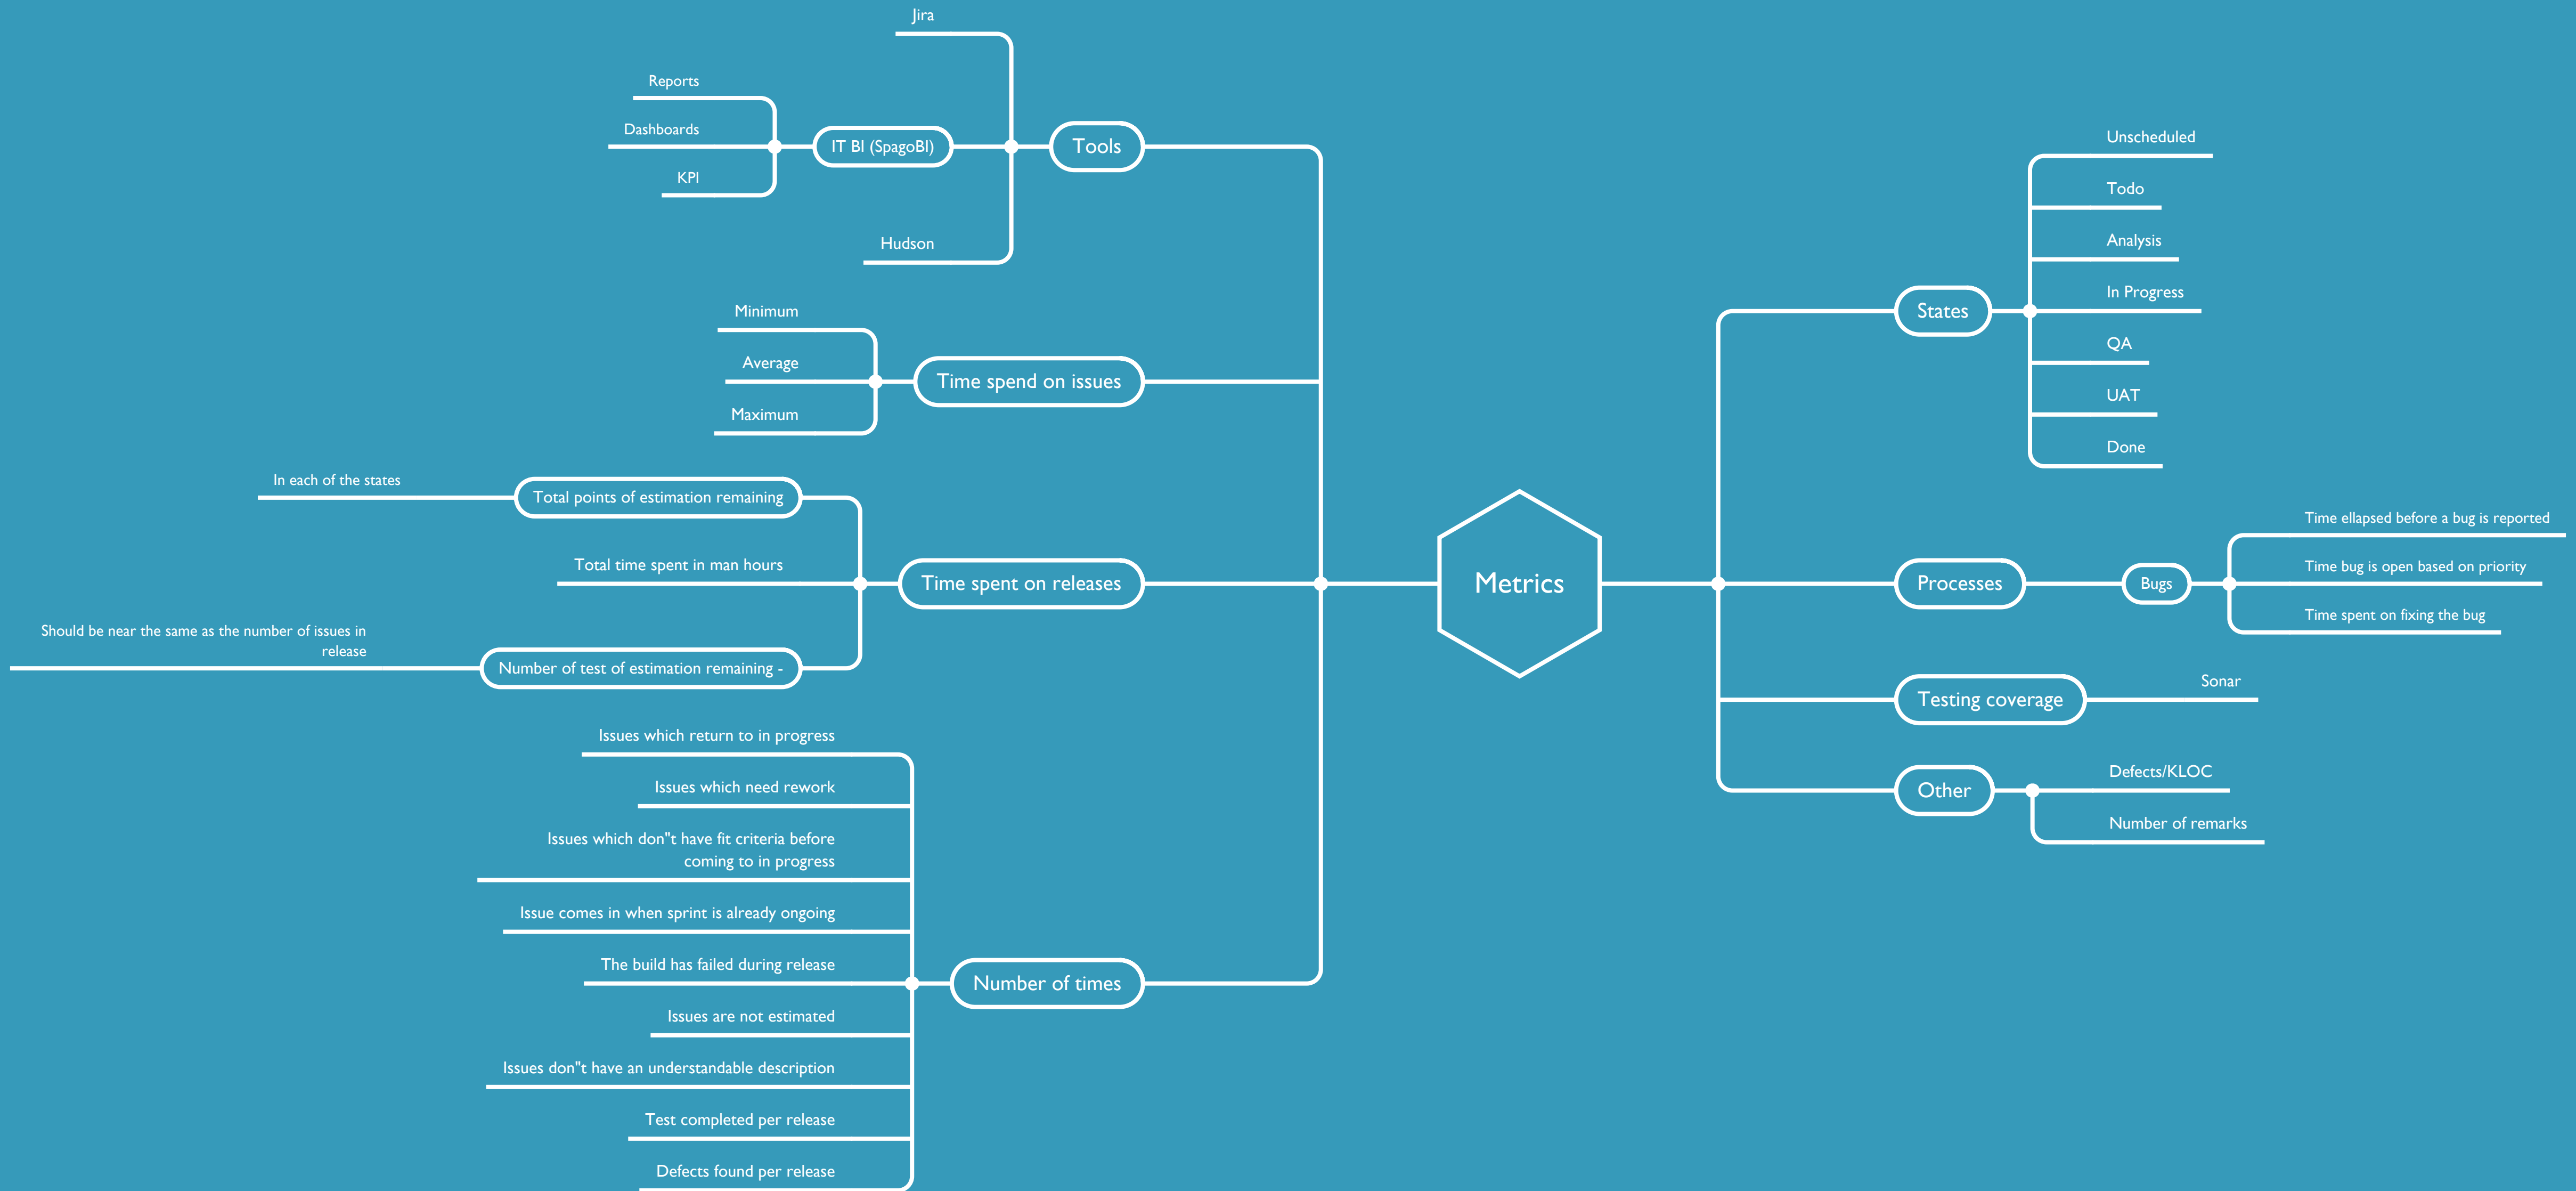 Metrics
Tools
Jira
IT BI (SpagoBI)
Reports
Dashboards
KPI
Hudson
Time spend on issues
Minimum
Average
Maximum
Time spent on releases
Total points of estimation remaining
In each of the states
Total time spent in man hours
Number of test of estimation remaining -
Should be near the same as the number of issues in
release
Number of times
Issues which return to in progress
Issues which need rework
Issues which don"t have fit criteria before
coming to in progress
Issue comes in when sprint is already ongoing
The build has failed during release
Issues are not estimated
Issues don"t have an understandable description
Test completed per release
Defects found per release
States
Unscheduled
Todo
Analysis
In Progress
QA
UAT
Done
Processes
Bugs
Time ellapsed before a bug is reported
Time bug is open based on priority
Time spent on fixing the bug
Testing coverage
Sonar
Other
Defects/KLOC
Number of remarks